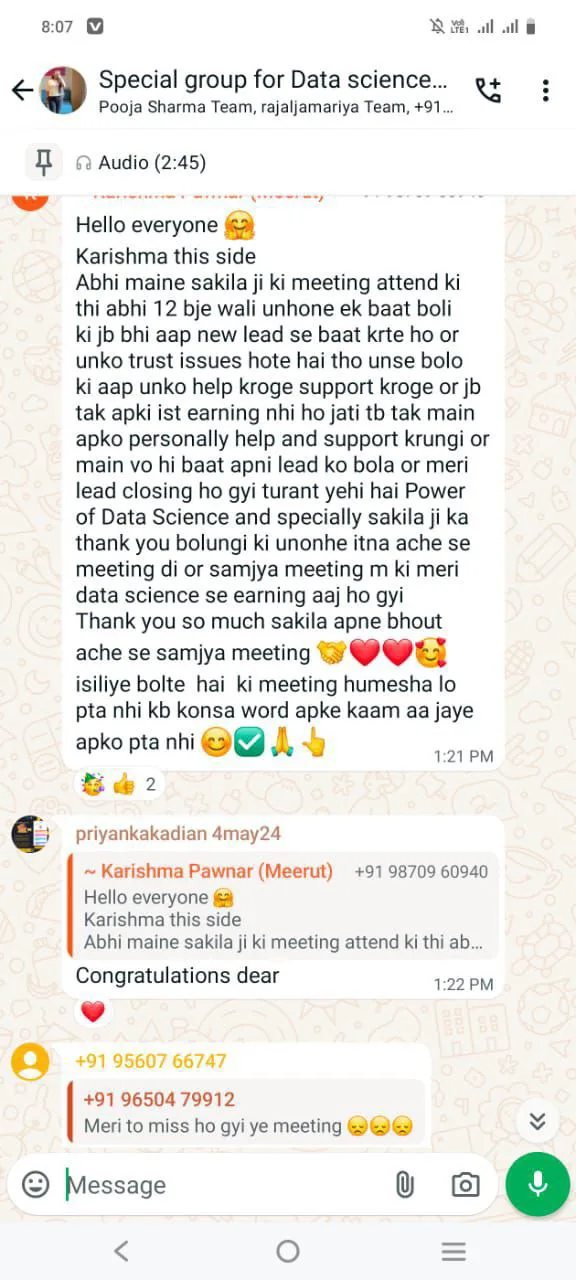 8:07
Vo)) LTE1
Special group for Data science...
Pooja Sharma Team, rajaljamariya Team, +91...
Audio (2:45)
Hello everyone 🤗
Karishma this side
Abhi maine sakila ji ki meeting attend ki
thi abhi 12 bje wali unhone ek baat boli
ki jb bhi aap new lead se baat krte ho or
unko trust issues hote hai tho unse bolo
ki aap unko help kroge support kroge or jb
tak apki ist earning nhi ho jati tb tak main
apko personally help and support krungi or
main vo hi baat apni lead ko bola or meri
lead closing ho gyi turant yehi hai Power
of Data Science and specially sakila ji ka
thank you bolungi ki unonhe itna ache se
meeting di or samjya meeting m ki meri
data science se earning aaj ho gyi
Thank you so much sakila apne bhout
ache se samjya meeting 🤝❤️❤️🥰
isiliye bolte hai ki meeting humesha lo
pta nhi kb konsa word apke kaam aa jaye
apko pta nhi 😊✅🙏👆
1:21 PM
🥳👍 2
priyankakadian 4may24
~ Karishma Pawnar (Meerut) +91 98709 60940
Hello everyone 🤗
Karishma this side
Abhi maine sakila ji ki meeting attend ki thi ab...
Congratulations dear
1:22 PM
❤️
+91 95607 66747
+91 96504 79912
Meri to miss ho gyi ye meeting 😞😞😞
Message